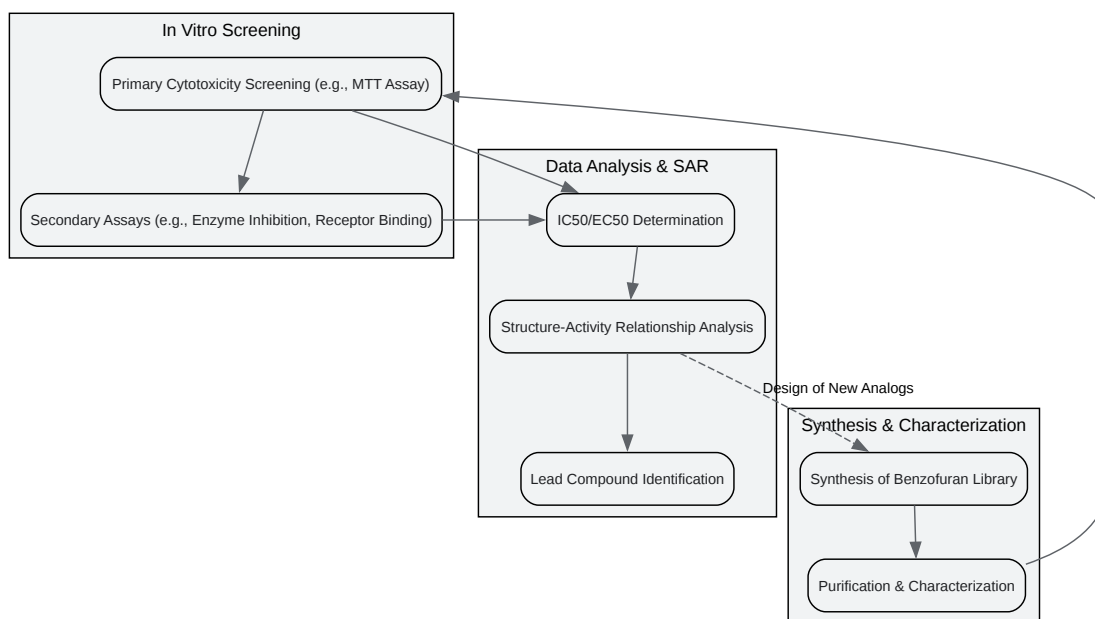 In Vitro Screening
Primary Cytotoxicity Screening (e.g., MTT Assay)
Secondary Assays (e.g., Enzyme Inhibition, Receptor Binding)
Data Analysis & SAR
IC50/EC50 Determination
Structure-Activity Relationship Analysis
Lead Compound Identification
Design of New Analogs
Synthesis & Characterization
Synthesis of Benzofuran Library
Purification & Characterization